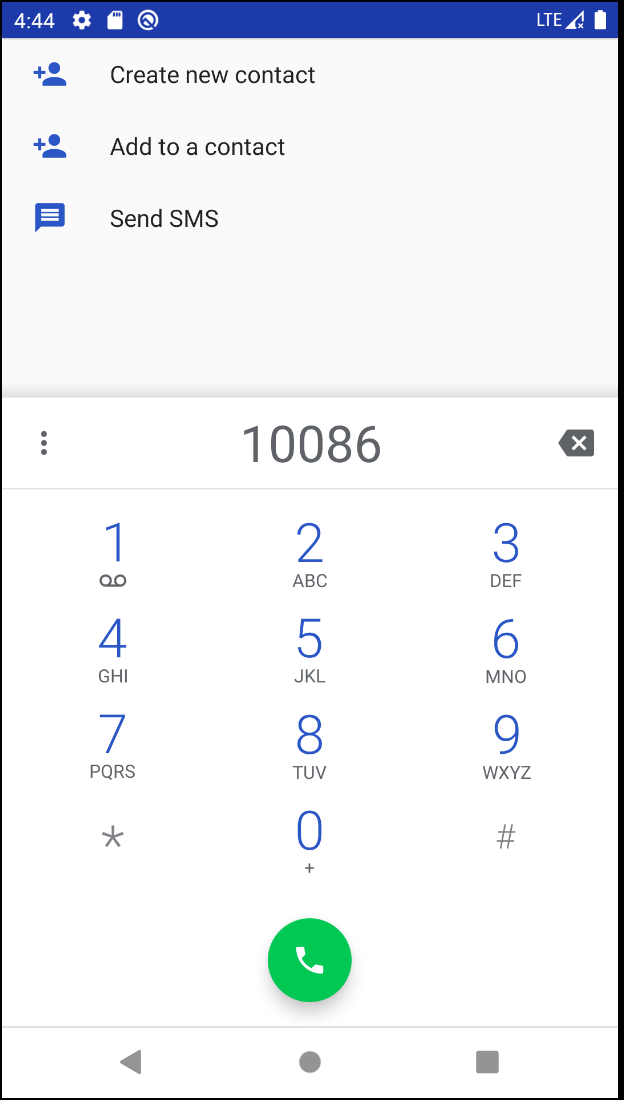 4:44 LTE
Create new contact
Add to a contact
Send SMS
10086
1 2 3
ABC DEF
4 5 6
GHI JKL MNO
7 8 9
PQRS TUV WXYZ
* 0 #
+